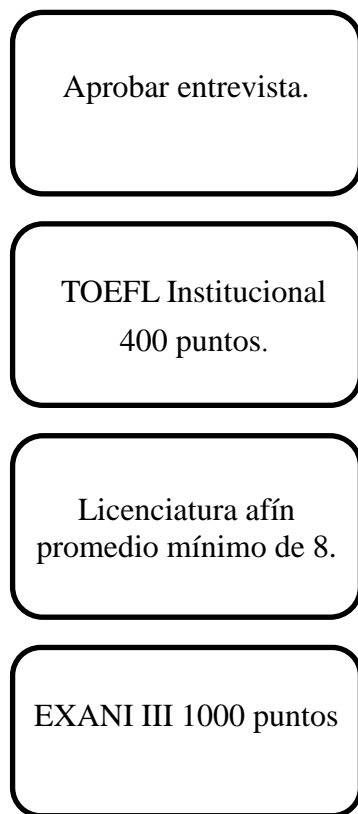 Aprobar entrevista.
TOEFL Institucional
400 puntos.
Licenciatura afín
promedio mínimo de 8.
EXANI III 1000 puntos